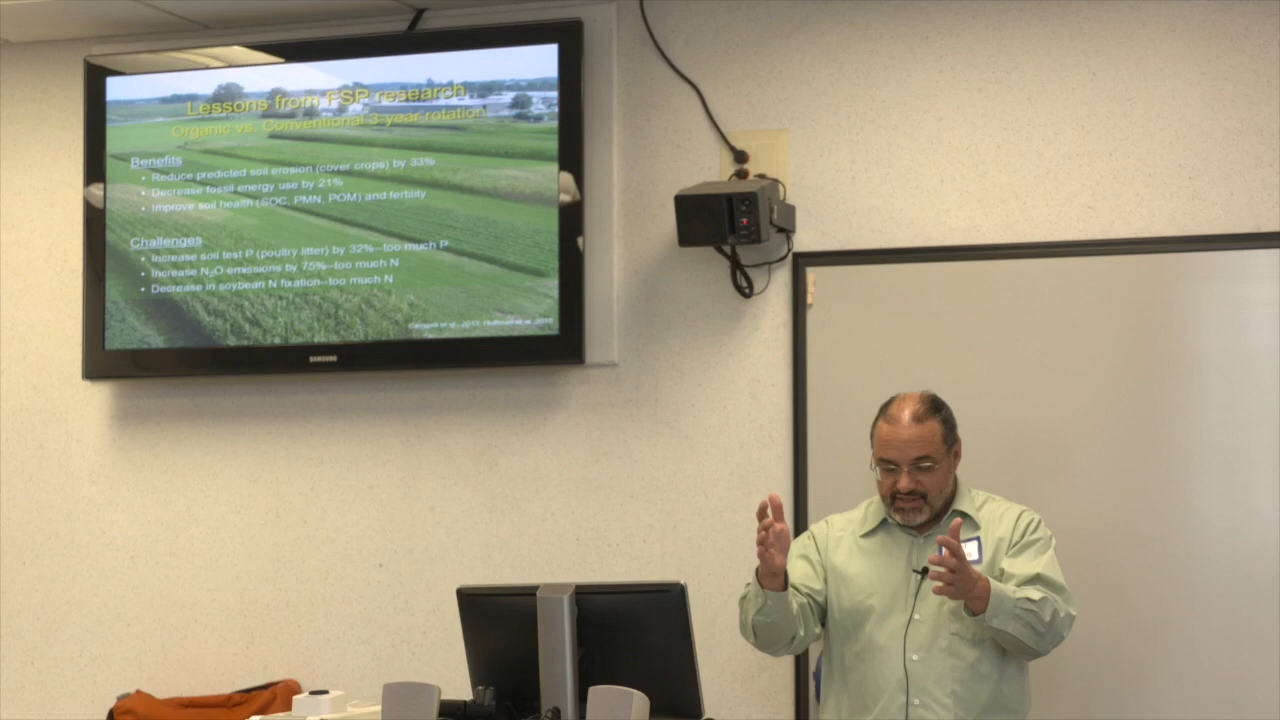 Lessons from FSP research
Organic vs. Conventional 3-year rotation
Benefits
• Reduce predicted soil erosion (cover crops) by 33%
• Decrease fossil energy use by 21%
• Improve soil health (SOC, PMN, POM) and fertility
Challenges
• Increase soil test P (poultry litter) by 32%--too much P
• Increase N₂O emissions by 75%--too much N
• Decrease in soybean N fixation--too much N
SAMSUNG